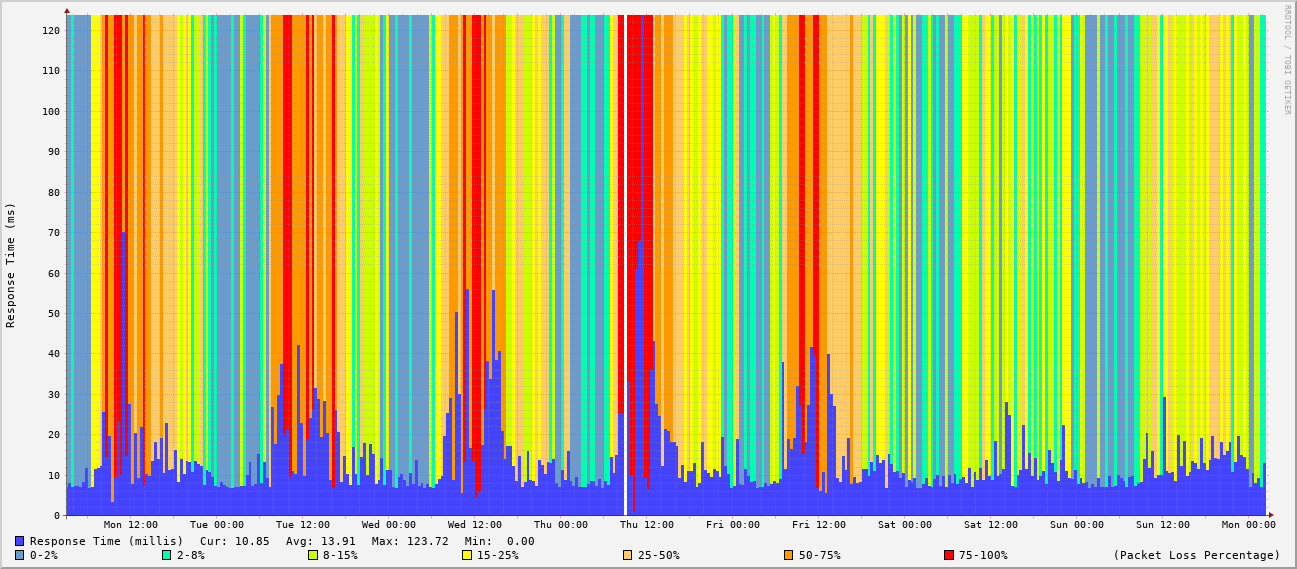 RRDTOOL / TOBI OETIKER
Response Time (ms)
120
110
100
90
80
70
60
50
40
30
20
10
0
Mon 12:00 Tue 00:00 Tue 12:00 Wed 00:00 Wed 12:00 Thu 00:00 Thu 12:00 Fri 00:00 Fri 12:00 Sat 00:00 Sat 12:00 Sun 00:00 Sun 12:00 Mon 00:00
Response Time (millis) Cur: 10.85 Avg: 13.91 Max: 123.72 Min: 0.00
0-2% 2-8% 8-15% 15-25% 25-50% 50-75% 75-100% (Packet Loss Percentage)